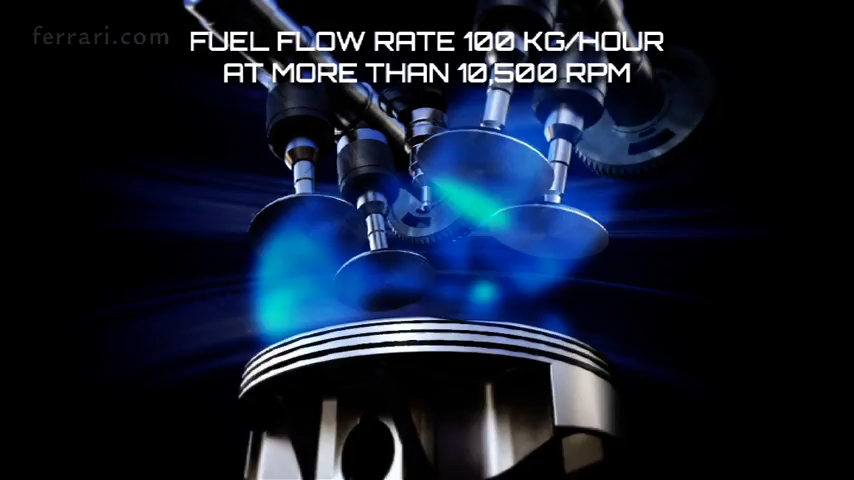 ferrari.com
FUEL FLOW RATE 100 KG/HOUR
AT MORE THAN 10,500 RPM